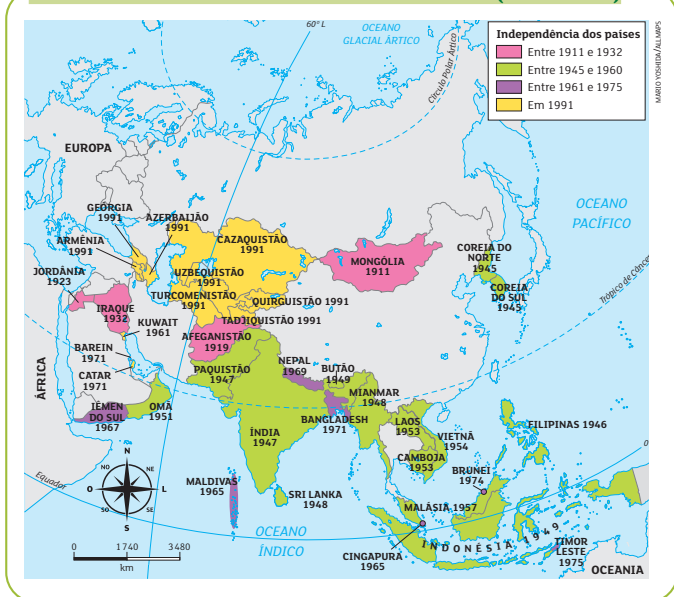 60° L
OCEANO
GLACIAL ÁRTICO
Círculo Polar Ártico
Independência dos países
Entre 1911 e 1932
Entre 1945 e 1960
Entre 1961 e 1975
Em 1991
MARIO YOSHIDA/ALLMAPS
EUROPA
OCEANO
PACÍFICO
GEÓRGIA
1991
AZERBAIJÃO
1991
ARMÊNIA
1991
CAZAQUISTÃO
1991
MONGÓLIA
1911
COREIA DO
NORTE
1945
COREIA
DO SUL
1945
JORDÂNIA
1923
UZBEQUISTÃO
1991
TURCOMENISTÃO
1991
QUIRGUISTÃO 1991
TADJIQUISTÃO 1991
IRAQUE
1932
KUWAIT
1961
AFEGANISTÃO
1919
BAREIN
1971
CATAR
1971
PAQUISTÃO
1947
NEPAL
1969
BUTÃO
1949
MIANMAR
1948
ÁFRICA
IÊMEN
DO SUL
1967
OMÃ
1951
ÍNDIA
1947
BANGLADESH
1971
LAOS
1953
VIETNÃ
1954
FILIPINAS 1946
CAMBOJA
1953
BRUNEI
1974
Equador
N
NO
NE
O
L
SO
SE
S
MALDIVAS
1965
SRI LANKA
1948
MALÁSIA 1957
0 1740 3480
km
OCEANO
ÍNDICO
CINGAPURA
1965
INDONÉSIA 1949
TIMOR
LESTE
1975
OCEANIA